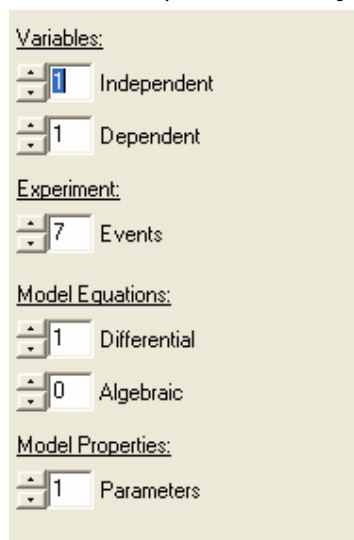 Variables:
1 Independent
1 Dependent
Experiment:
7 Events
Model Equations:
1 Differential
0 Algebraic
Model Properties:
1 Parameters